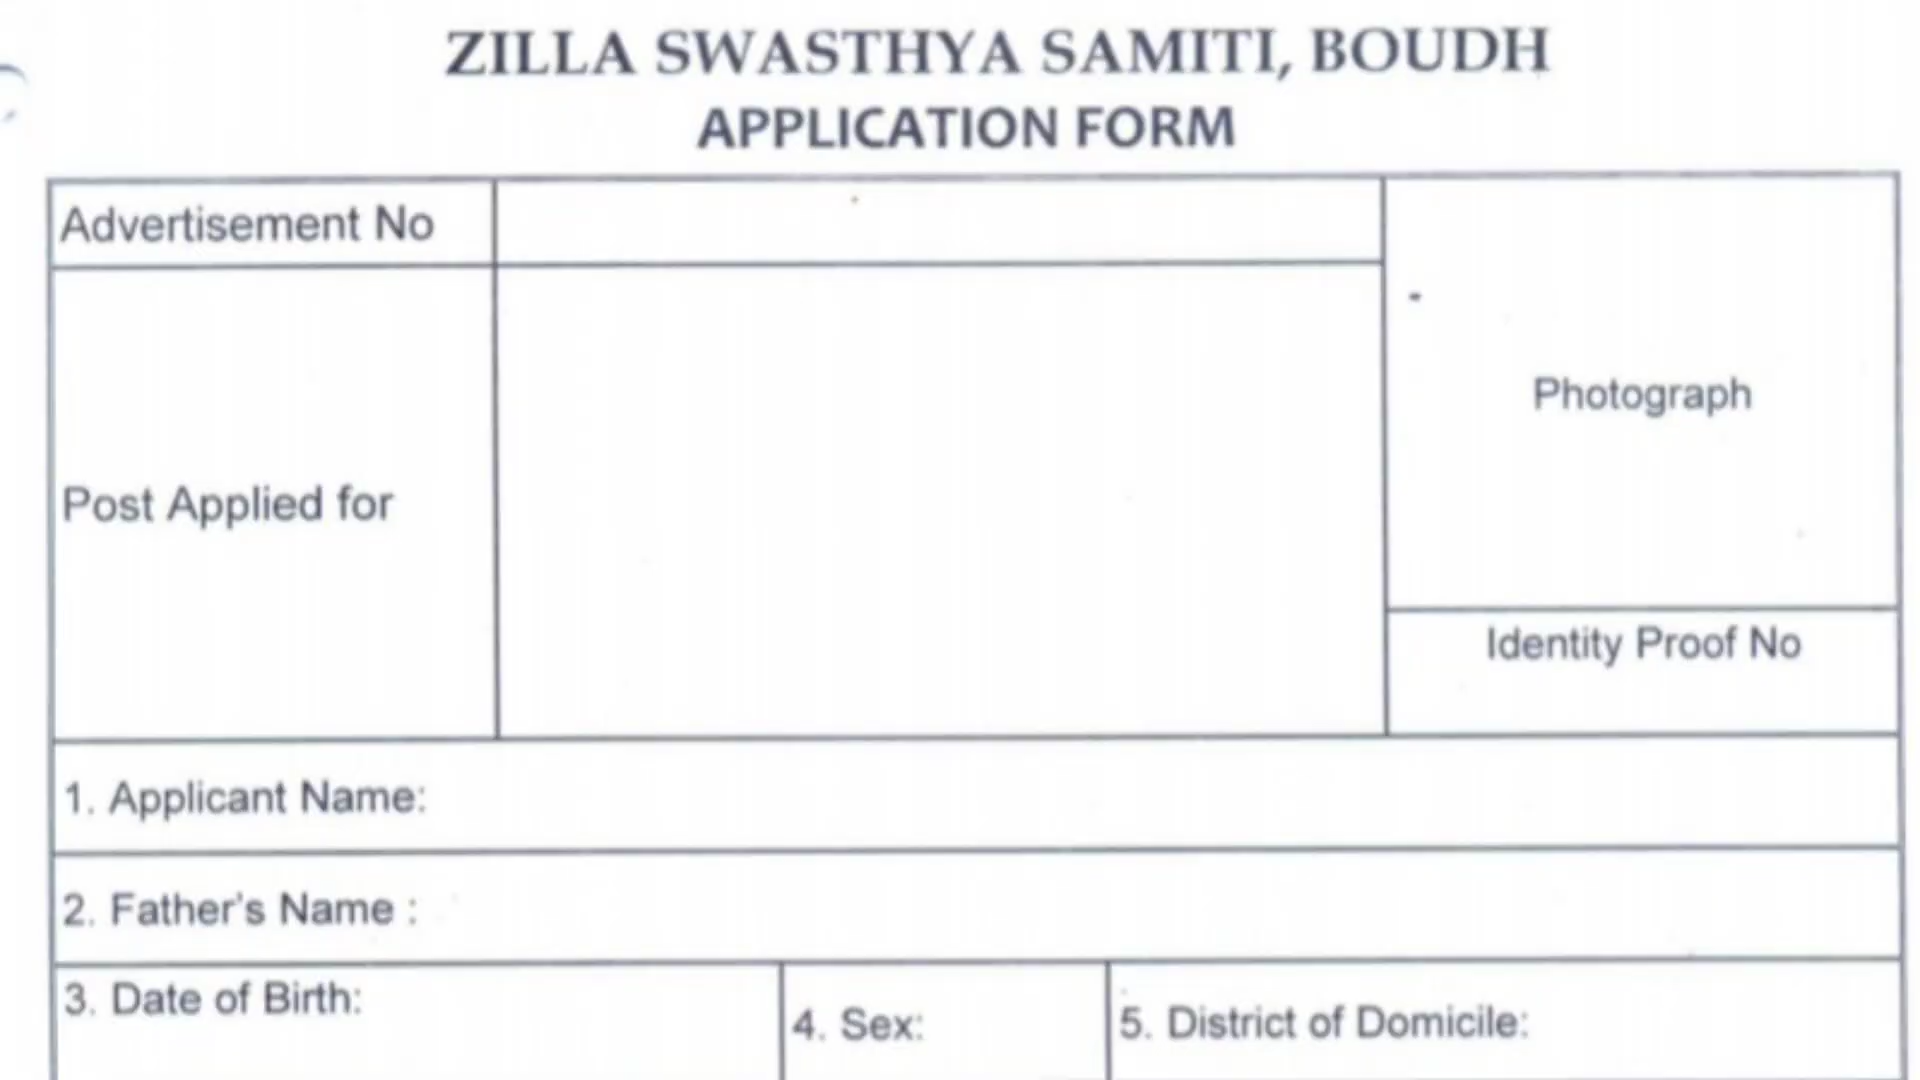 ZILLA SWASTHYA SAMITI, BOUDH
APPLICATION FORM
Advertisement No
Post Applied for
Photograph
Identity Proof No
1. Applicant Name:
2. Father's Name :
3. Date of Birth:
4. Sex:
5. District of Domicile: